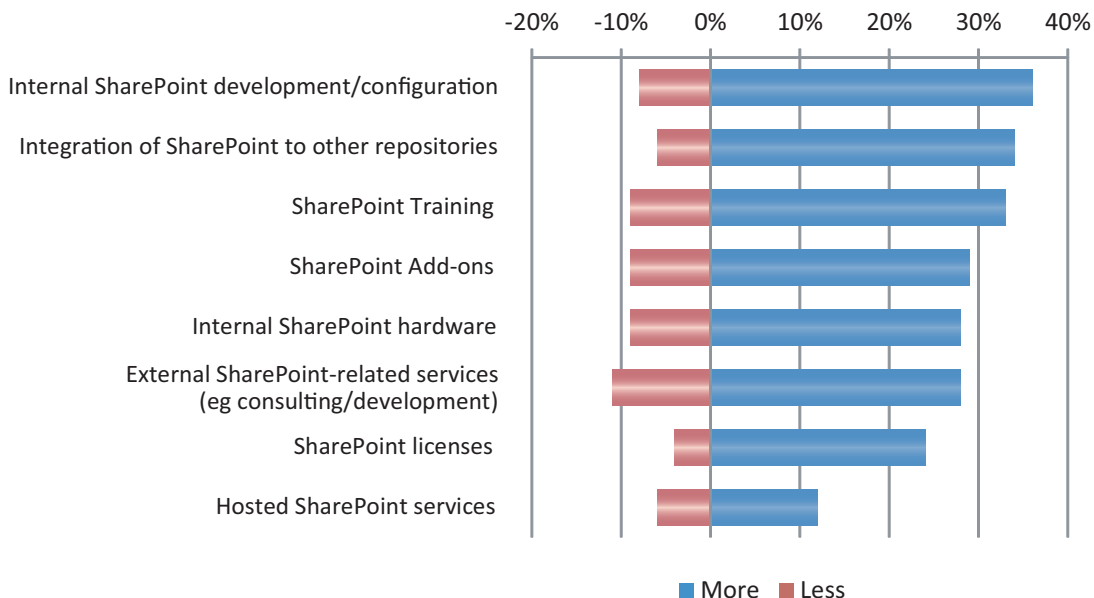 -20% -10% 0% 10% 20% 30% 40%
Internal SharePoint development/configuration
Integration of SharePoint to other repositories
SharePoint Training
SharePoint Add-ons
Internal SharePoint hardware
External SharePoint-related services
(eg consulting/development)
SharePoint licenses
Hosted SharePoint services
More Less